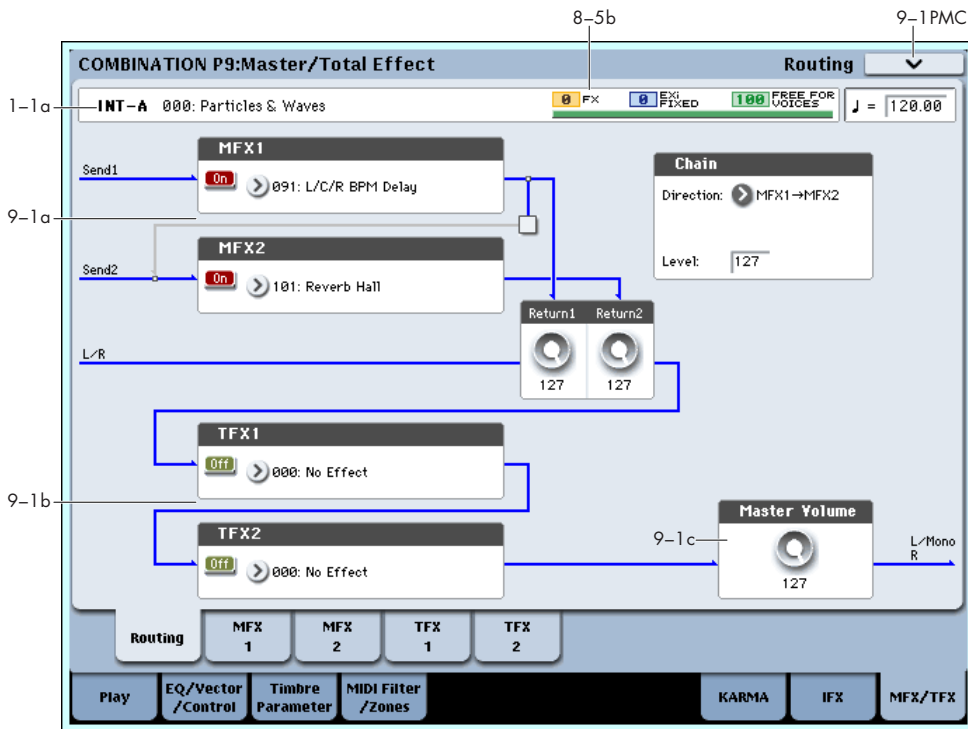 8–5b
9–1PMC
COMBINATION P9:Master/Total Effect
Routing
1–1a
INT-A 000: Particles & Waves
0 FX
0 EXi FIXED
100 FREE FOR VOICES
♩ = 120.00
MFX1
Send1
On
091: L/C/R BPM Delay
Chain
Direction: MFX1→MFX2
Level: 127
9–1a
MFX2
Send2
On
101: Reverb Hall
Return1 Return2
127 127
L/R
TFX1
Off
000: No Effect
9–1b
TFX2
Off
000: No Effect
Master Volume
9–1c
127
L/Mono
R
Routing
MFX 1
MFX 2
TFX 1
TFX 2
Play
EQ/Vector /Control
Timbre Parameter
MIDI Filter /Zones
KARMA
IFX
MFX/TFX